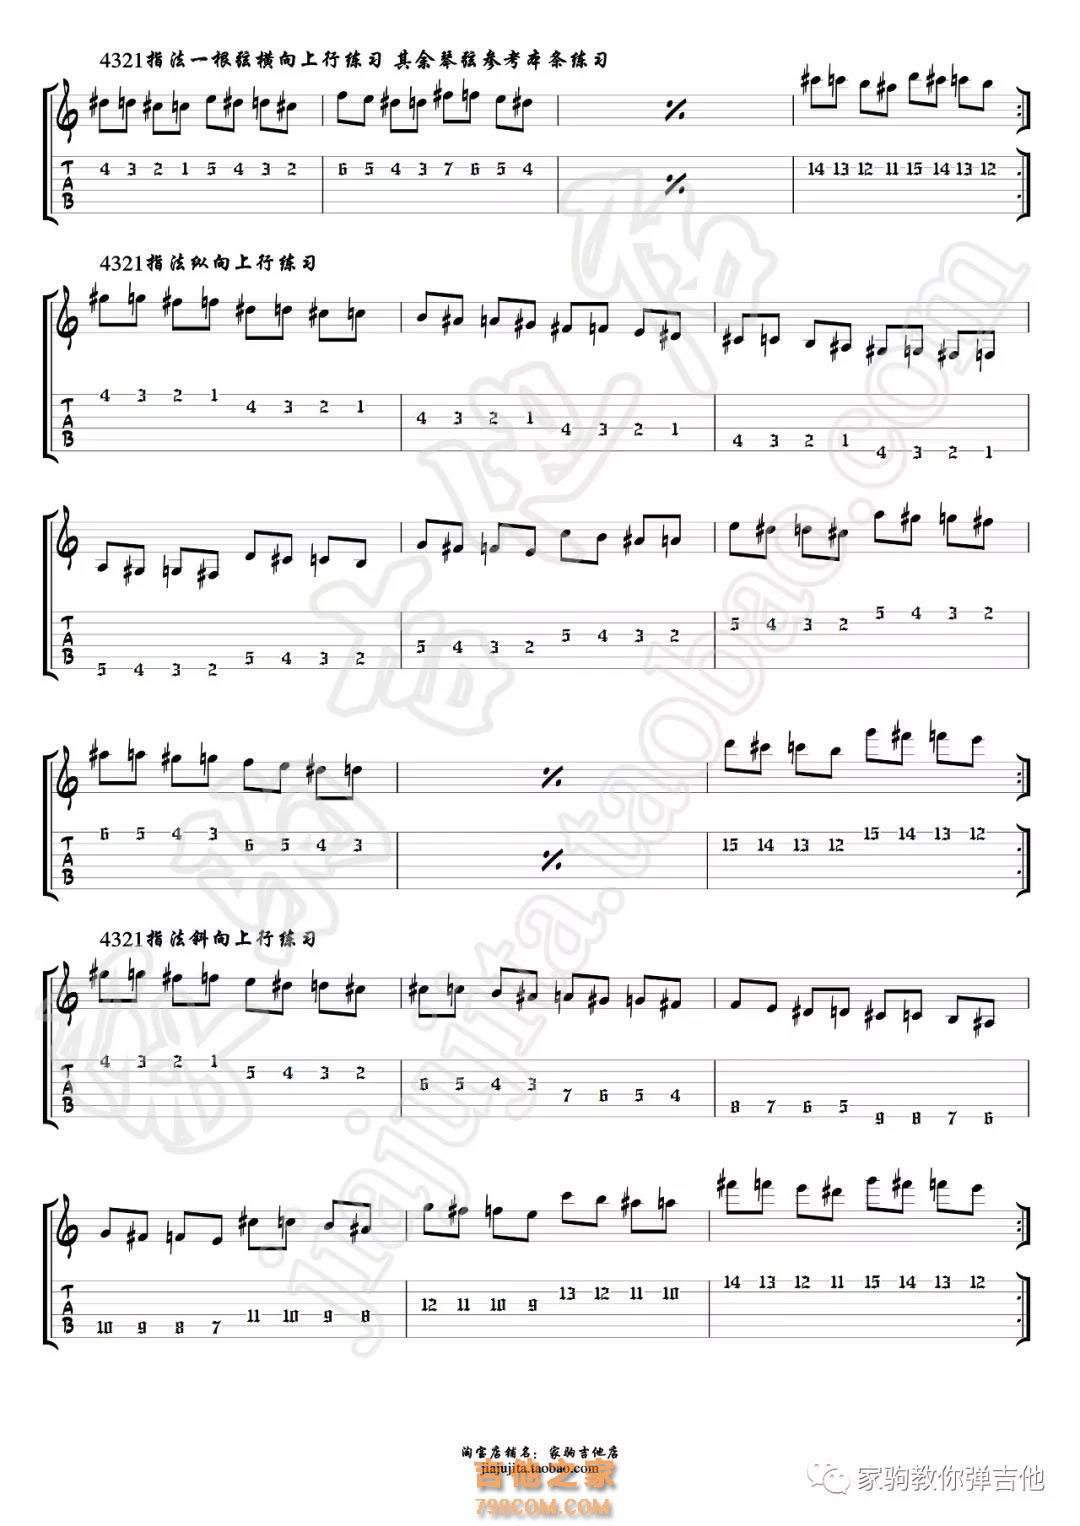 4321指法一根弦横向上行练习 其余琴弦参考本条练习
4 3 2 1 5 4 3 2 6 5 4 3 7 6 5 4 14 13 12 11 15 14 13 12
TAB
4321指法纵向上行练习
4 3 2 1 4 3 2 1 4 3 2 1 4 3 2 1 4 3 2 1 4 3 2 1
TAB
5 4 3 2 5 4 3 2 5 4 3 2 5 4 3 2 5 4 3 2 5 4 3 2
TAB
6 5 4 3 6 5 4 3 15 14 13 12 15 14 13 12
TAB
4321指法斜向上行练习
4 3 2 1 5 4 3 2 6 5 4 3 7 6 5 4 8 7 6 5 9 8 7 6
TAB
10 9 8 7 11 10 9 8 12 11 10 9 13 12 11 10 14 13 12 11 15 14 13 12
TAB
jiajujita.taobao.com
淘宝店铺名：家驹吉他店
jiajujita.taobao.com
吉他之家
798COM.COM
家驹教你弹吉他